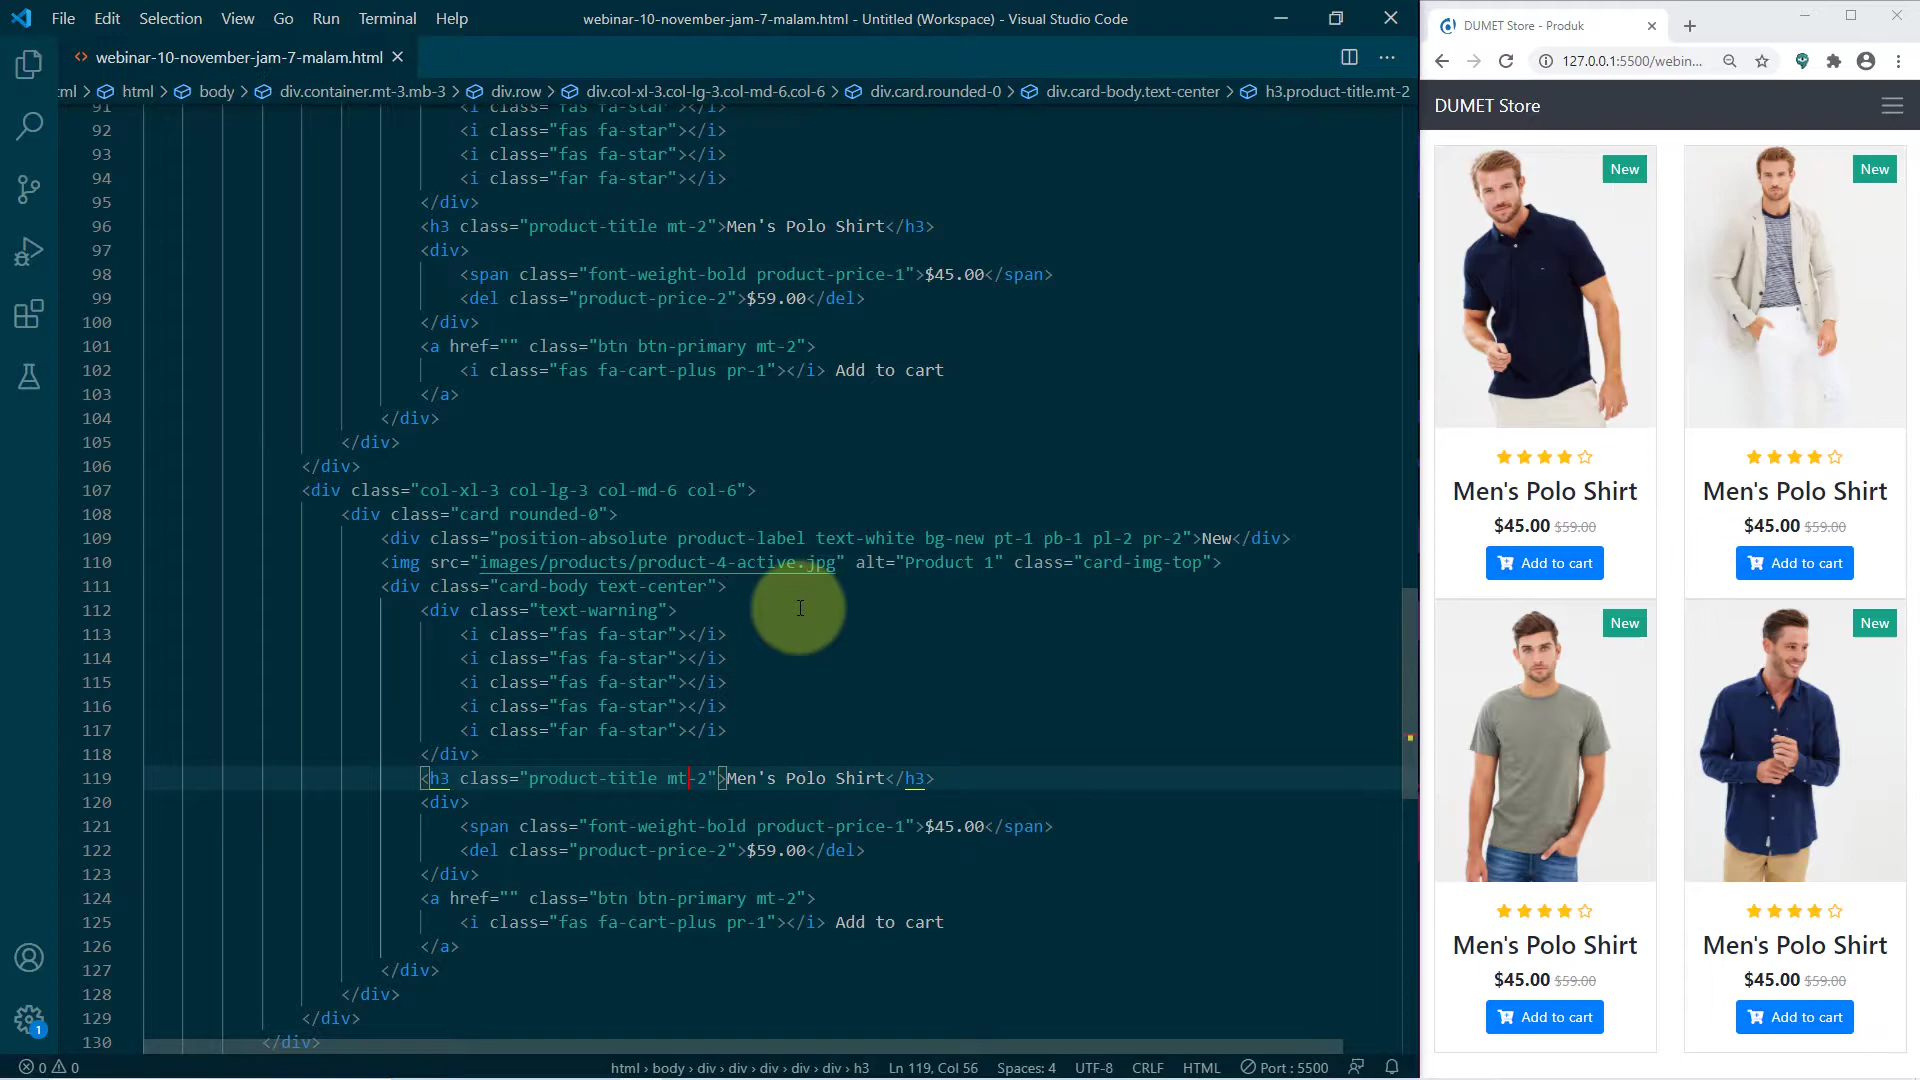 File Edit Selection View Go Run Terminal Help
webinar-10-november-jam-7-malam.html - Untitled (Workspace) - Visual Studio Code
webinar-10-november-jam-7-malam.html
ml html body div.container.mt-3.mb-3 div.row div.col-xl-3.col-lg-3.col-md-6.col-6 div.card.rounded-0 div.card-body.text-center h3.product-title.mt-2
91 <i class="fas fa-star"></i>
92 <i class="fas fa-star"></i>
93 <i class="fas fa-star"></i>
94 <i class="far fa-star"></i>
95 </div>
96 <h3 class="product-title mt-2">Men's Polo Shirt</h3>
97 <div>
98 <span class="font-weight-bold product-price-1">$45.00</span>
99 <del class="product-price-2">$59.00</del>
100 </div>
101 <a href="" class="btn btn-primary mt-2">
102 <i class="fas fa-cart-plus pr-1"></i> Add to cart
103 </a>
104 </div>
105 </div>
106 </div>
107 <div class="col-xl-3 col-lg-3 col-md-6 col-6">
108 <div class="card rounded-0">
109 <div class="position-absolute product-label text-white bg-new pt-1 pb-1 pl-2 pr-2">New</div>
110 <img src="images/products/product-4-active.jpg" alt="Product 1" class="card-img-top">
111 <div class="card-body text-center">
112 <div class="text-warning">
113 <i class="fas fa-star"></i>
114 <i class="fas fa-star"></i>
115 <i class="fas fa-star"></i>
116 <i class="fas fa-star"></i>
117 <i class="far fa-star"></i>
118 </div>
119 <h3 class="product-title mt-2">Men's Polo Shirt</h3>
120 <div>
121 <span class="font-weight-bold product-price-1">$45.00</span>
122 <del class="product-price-2">$59.00</del>
123 </div>
124 <a href="" class="btn btn-primary mt-2">
125 <i class="fas fa-cart-plus pr-1"></i> Add to cart
126 </a>
127 </div>
128 </div>
129 </div>
130 </div>
1
0 0 html › body › div › div › div › div › div › h3 Ln 119, Col 56 Spaces: 4 UTF-8 CRLF HTML Port : 5500
DUMET Store - Produk
127.0.0.1:5500/webin...
DUMET Store
New
New
Men's Polo Shirt
$45.00 $59.00
Add to cart
Men's Polo Shirt
$45.00 $59.00
Add to cart
New
New
Men's Polo Shirt
$45.00 $59.00
Add to cart
Men's Polo Shirt
$45.00 $59.00
Add to cart